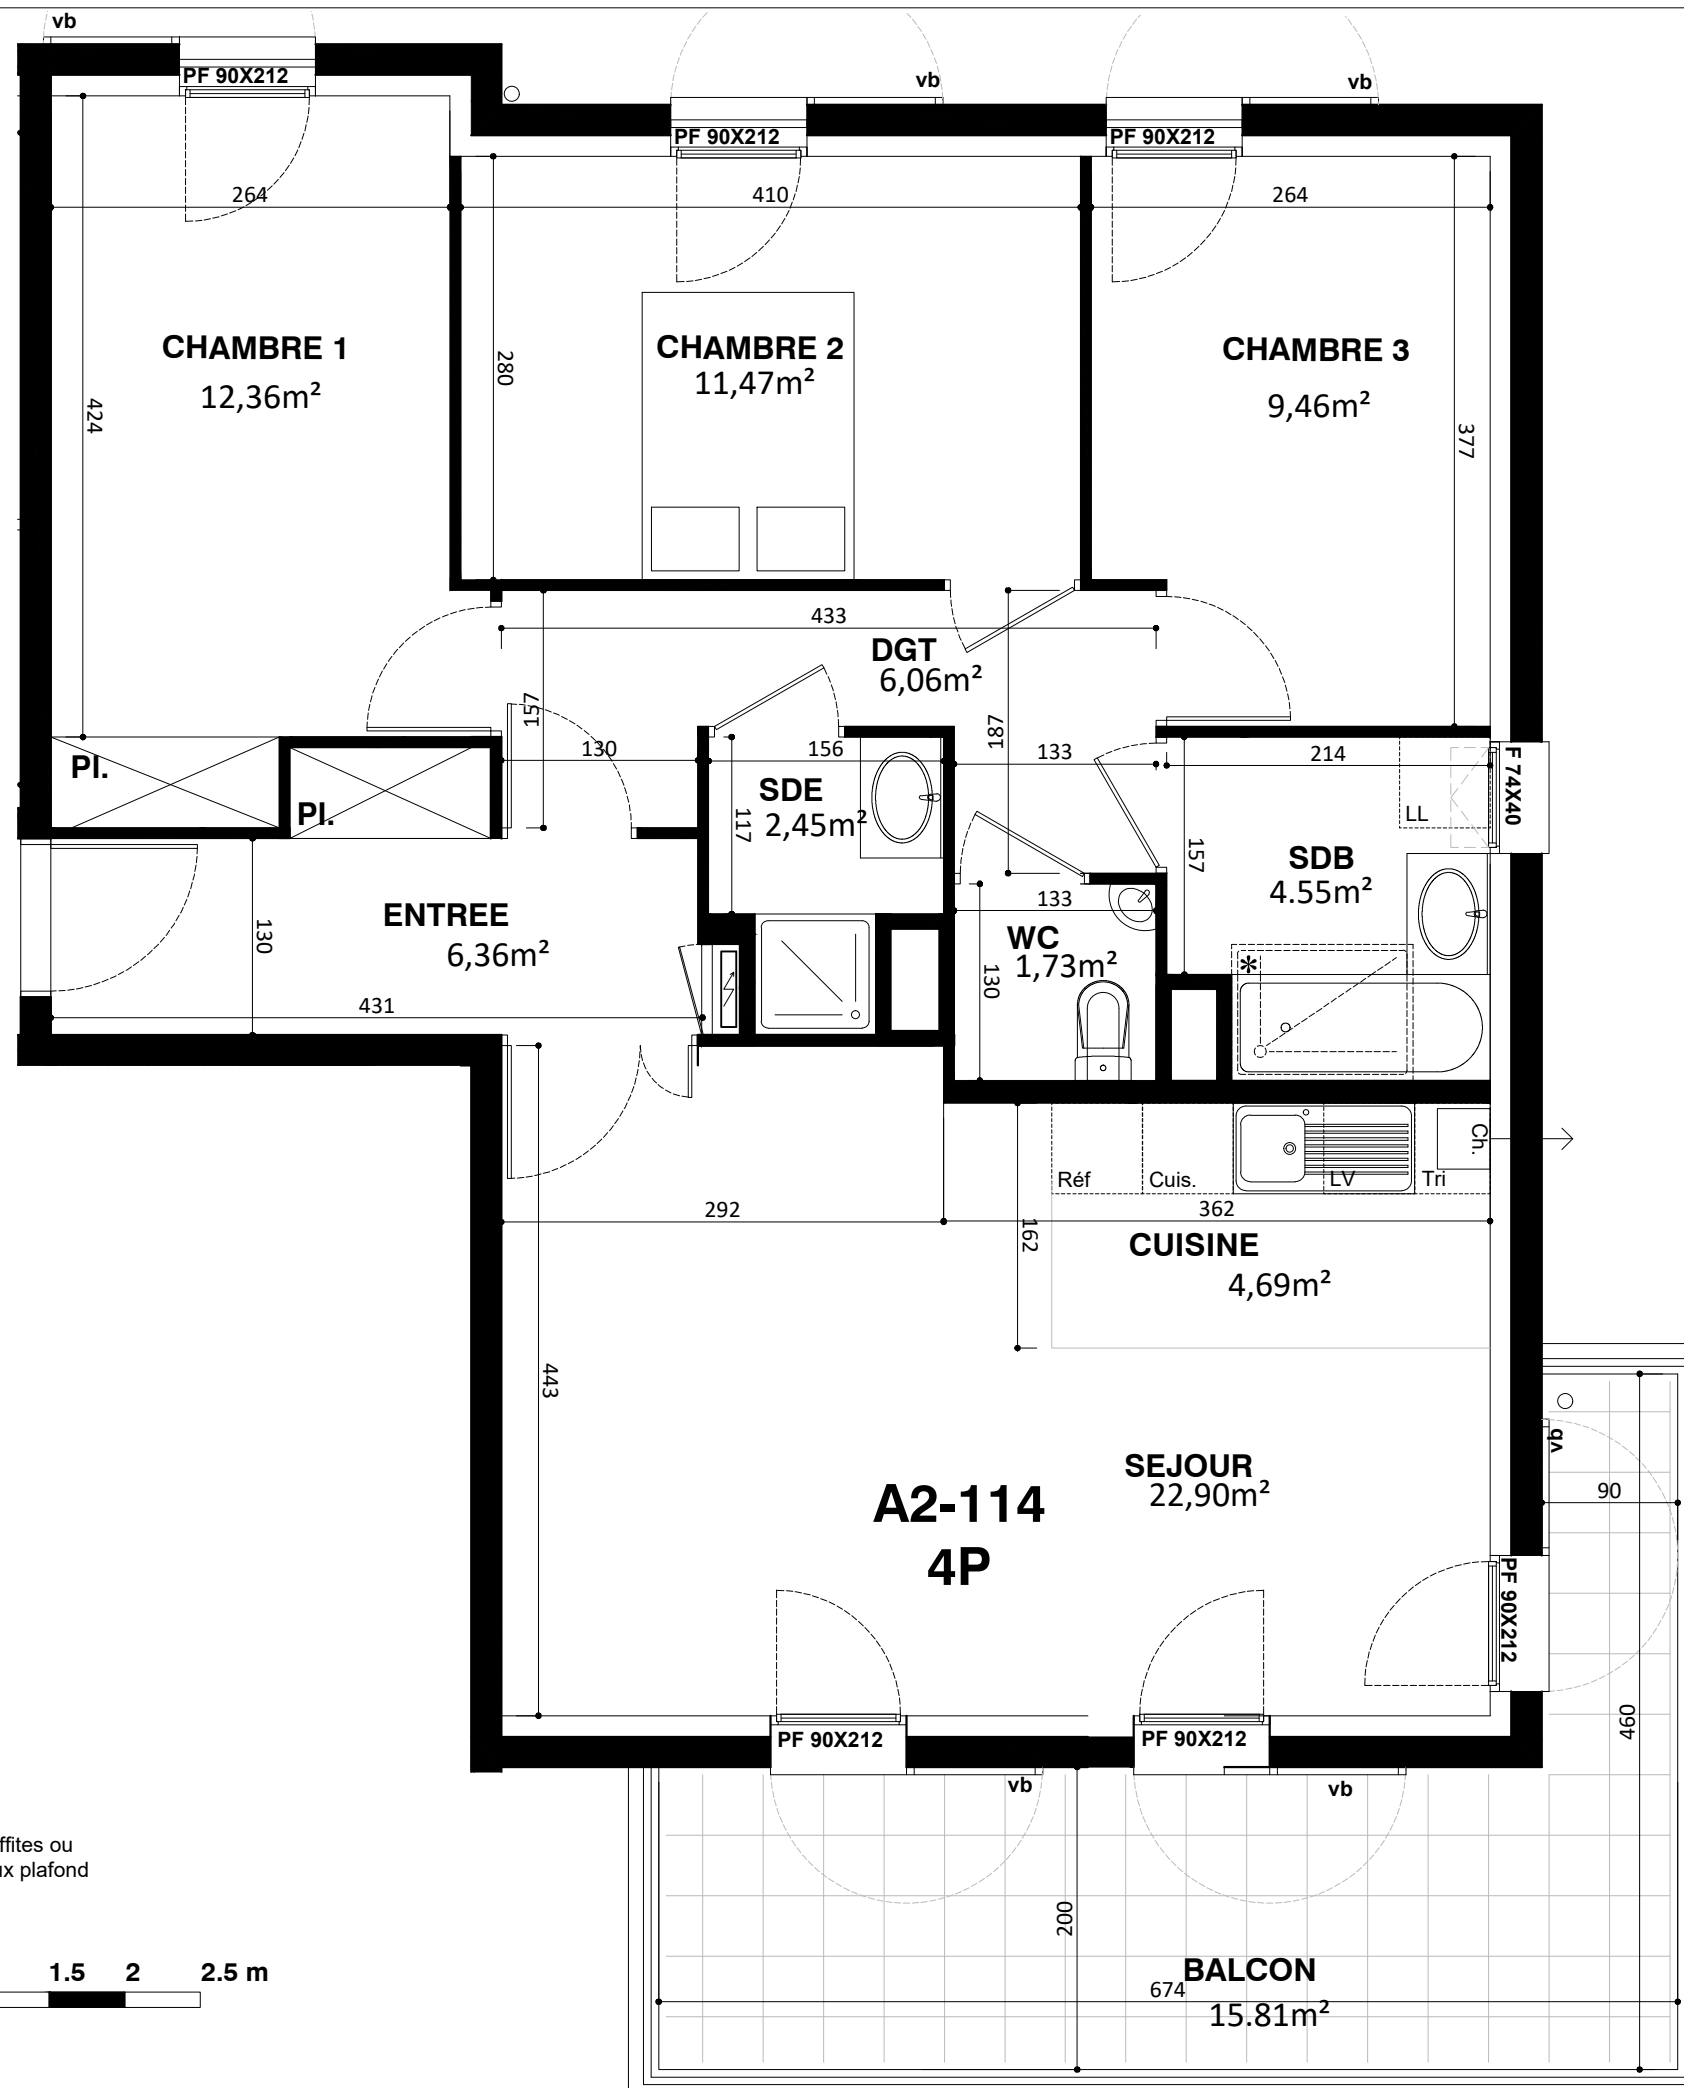 vb
PF 90X212
vb
PF 90X212
vb
PF 90X212
264
410
264
CHAMBRE 1
12,36m²
424
CHAMBRE 2
11,47m²
280
CHAMBRE 3
9,46m²
377
433
DGT
6,06m²
157
187
130
156
133
214
Pl.
Pl.
SDE
2,45m²
117
LL
F 74X40
157
SDB
4.55m²
ENTREE
6,36m²
130
431
133
WC
1,73m²
130
*
Réf
Cuis.
LV
Tri
Ch.
292
362
162
CUISINE
4,69m²
443
SEJOUR
22,90m²
A2-114
4P
vb
90
PF 90X212
460
PF 90X212
PF 90X212
vb
vb
ffites ou
ux plafond
200
BALCON
674
15.81m²
1.5 2 2.5 m